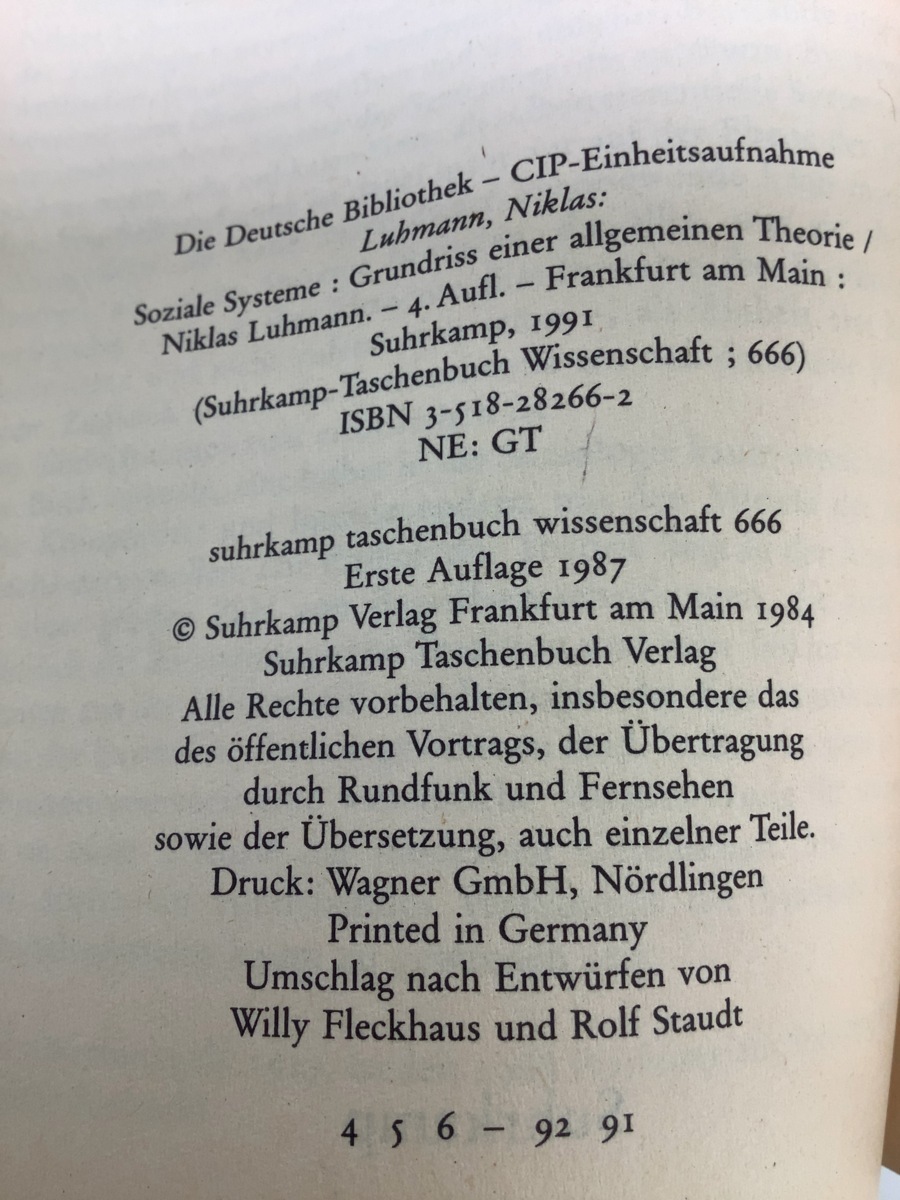 Die Deutsche Bibliothek – CIP-Einheitsaufnahme
Luhmann, Niklas:
Soziale Systeme : Grundriss einer allgemeinen Theorie /
Niklas Luhmann. – 4. Aufl. – Frankfurt am Main :
Suhrkamp, 1991
(Suhrkamp-Taschenbuch Wissenschaft ; 666)
ISBN 3-518-28266-2
NE: GT
suhrkamp taschenbuch wissenschaft 666
Erste Auflage 1987
© Suhrkamp Verlag Frankfurt am Main 1984
Suhrkamp Taschenbuch Verlag
Alle Rechte vorbehalten, insbesondere das
des öffentlichen Vortrags, der Übertragung
durch Rundfunk und Fernsehen
sowie der Übersetzung, auch einzelner Teile.
Druck: Wagner GmbH, Nördlingen
Printed in Germany
Umschlag nach Entwürfen von
Willy Fleckhaus und Rolf Staudt
4 5 6 – 92 91